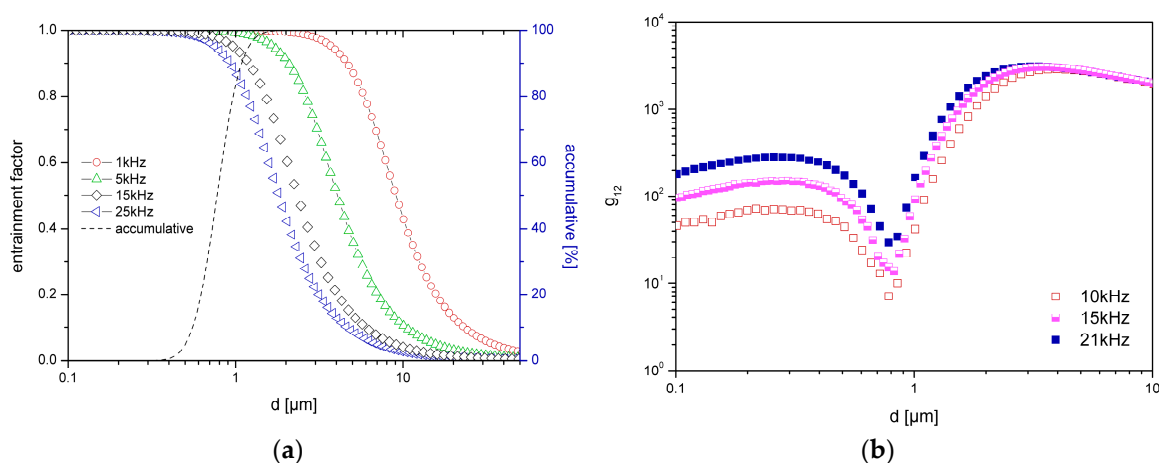 1.0
0.8
0.6
0.4
0.2
0.0
entrainment factor
1kHz
5kHz
15kHz
25kHz
accumulative
100
80
60
40
20
0
accumulative [%]
0.1
1
10
d [µm]
(a)
10⁴
10³
10²
10¹
10⁰
g₁₂
10kHz
15kHz
21kHz
0.1
1
10
d [µm]
(b)